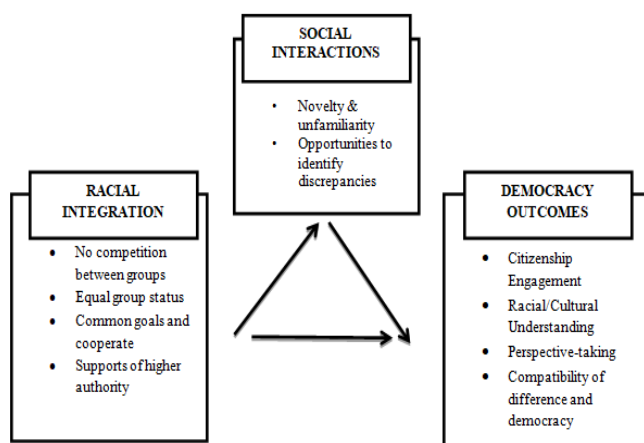 SOCIAL
INTERACTIONS
• Novelty &
unfamiliarity
• Opportunities to
identify
discrepancies
RACIAL
INTEGRATION
• No competition
between groups
• Equal group status
• Common goals and
cooperate
• Supports of higher
authority
DEMOCRACY
OUTCOMES
• Citizenship
Engagement
• Racial/Cultural
Understanding
• Perspective-taking
• Compatibility of
difference and
democracy